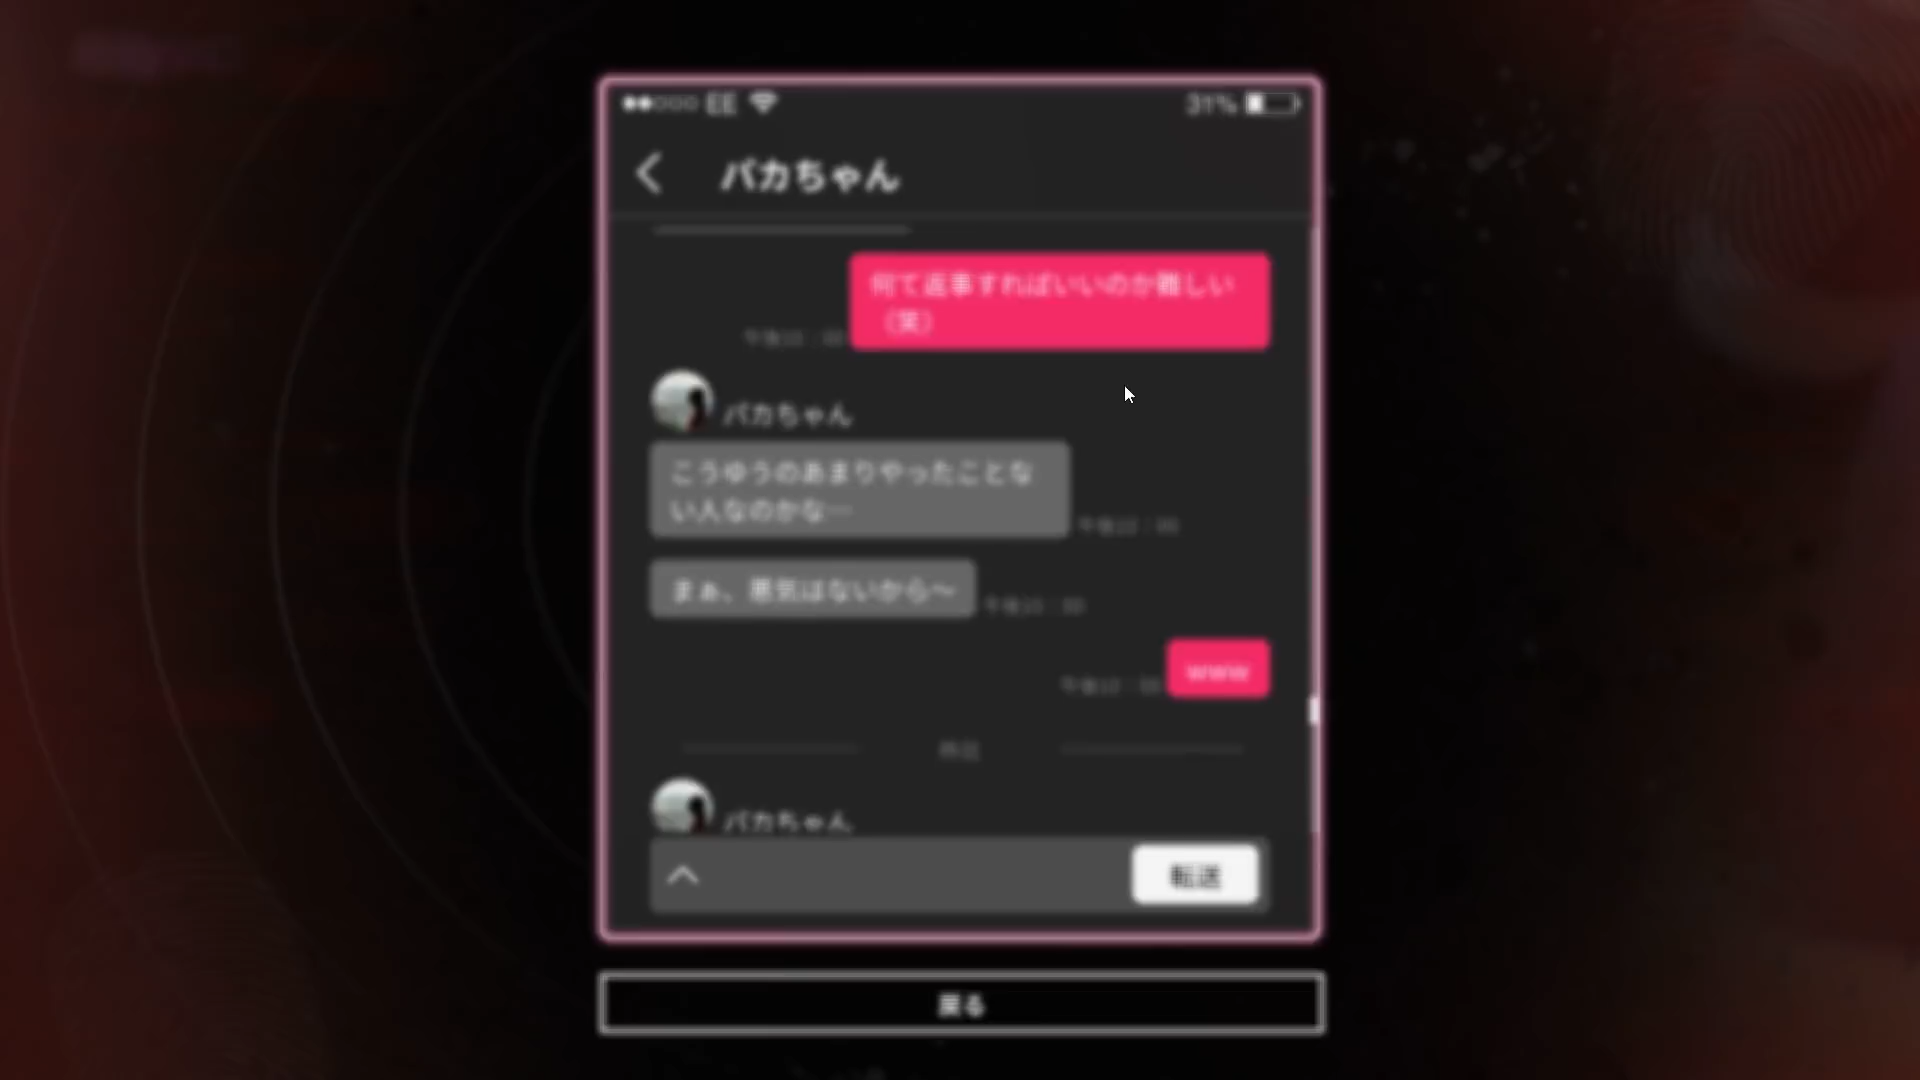 EE
31%
バカちゃん
何て返事すればいいのか難しい
（笑）
バカちゃん
こうゆうのあまりやったことな
い人なのかな…
まぁ、悪気はないから〜
www
バカちゃん
転送
戻る